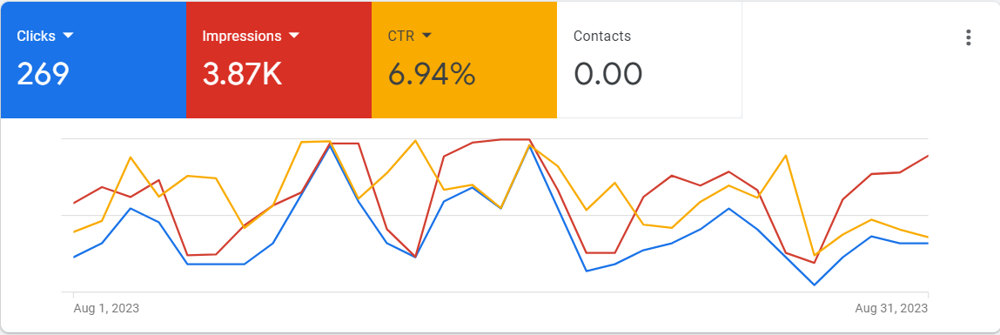 Clicks Impressions CTR Contacts
269 3.87K 6.94% 0.00
Aug 1, 2023 Aug 31, 2023